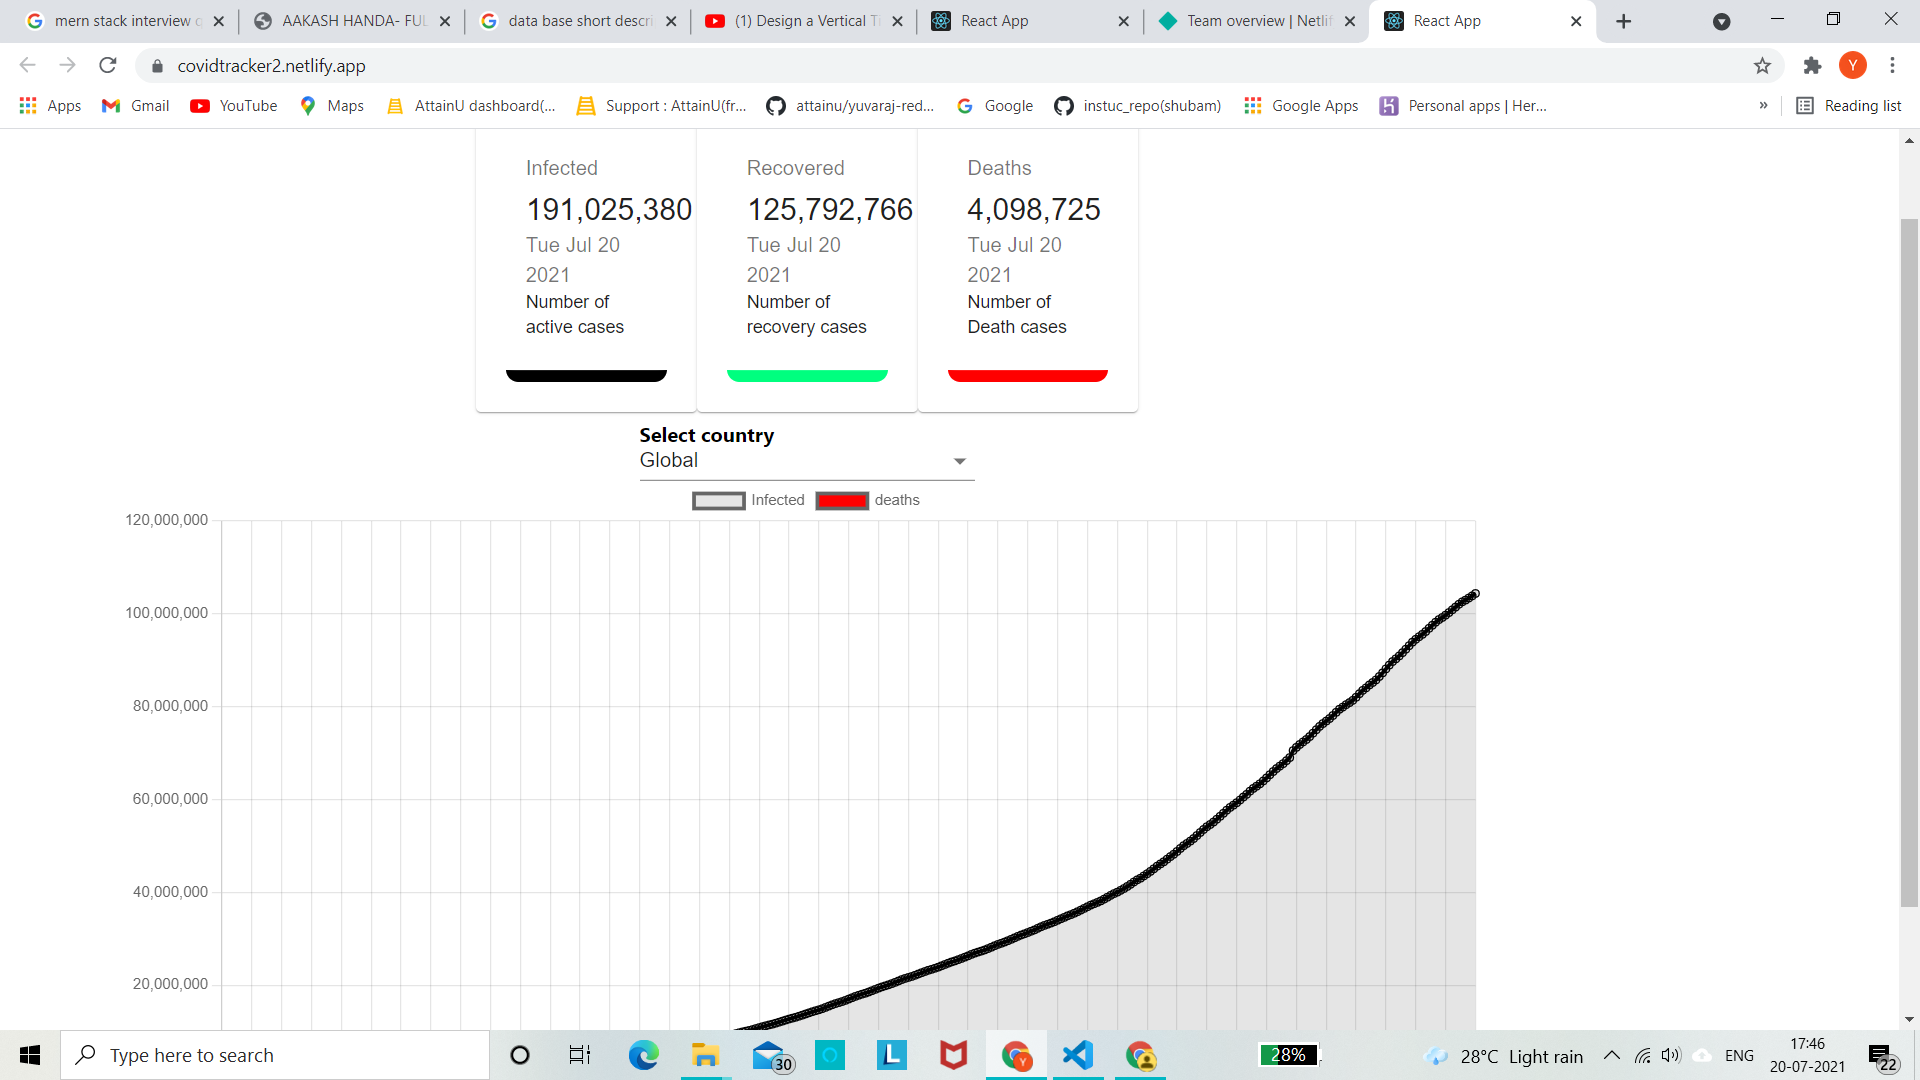 mern stack interview q
AAKASH HANDA- FUL
data base short descri
(1) Design a Vertical Ti
React App
Team overview | Netlif
React App
covidtracker2.netlify.app
Y
Apps
Gmail
YouTube
Maps
AttainU dashboard(...
Support : AttainU(fr...
attainu/yuvaraj-red...
Google
instuc_repo(shubam)
Google Apps
Personal apps | Her...
»
Reading list
Infected
191,025,380
Tue Jul 20
2021
Number of
active cases
Recovered
125,792,766
Tue Jul 20
2021
Number of
recovery cases
Deaths
4,098,725
Tue Jul 20
2021
Number of
Death cases
Select country
Global
Infected
deaths
120,000,000
100,000,000
80,000,000
60,000,000
40,000,000
20,000,000
Type here to search
30
L
Y
28%
28°C Light rain
ENG
17:46
20-07-2021
22